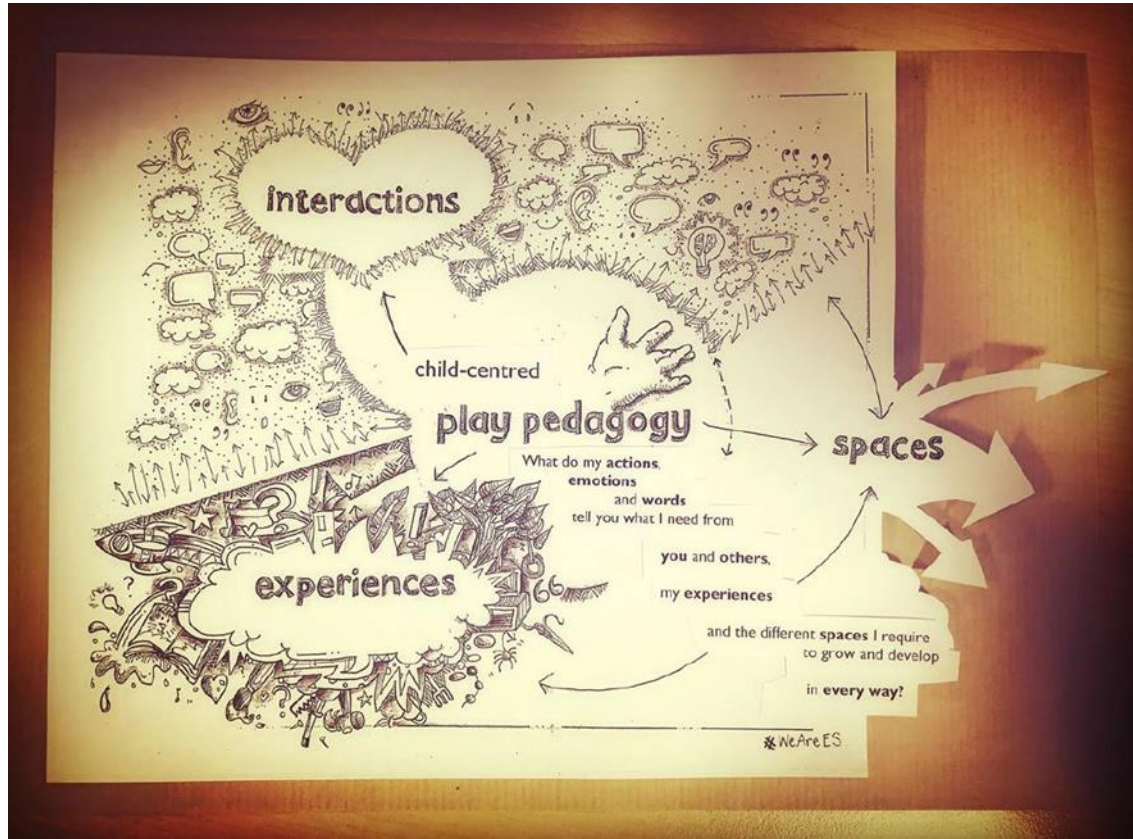 interactions
child-centred
play pedagogy
spaces
What do my actions,
emotions
and words
tell you what I need from
you and others,
my experiences
and the different spaces I require
to grow and develop
in every way?
experiences
#WeAreES